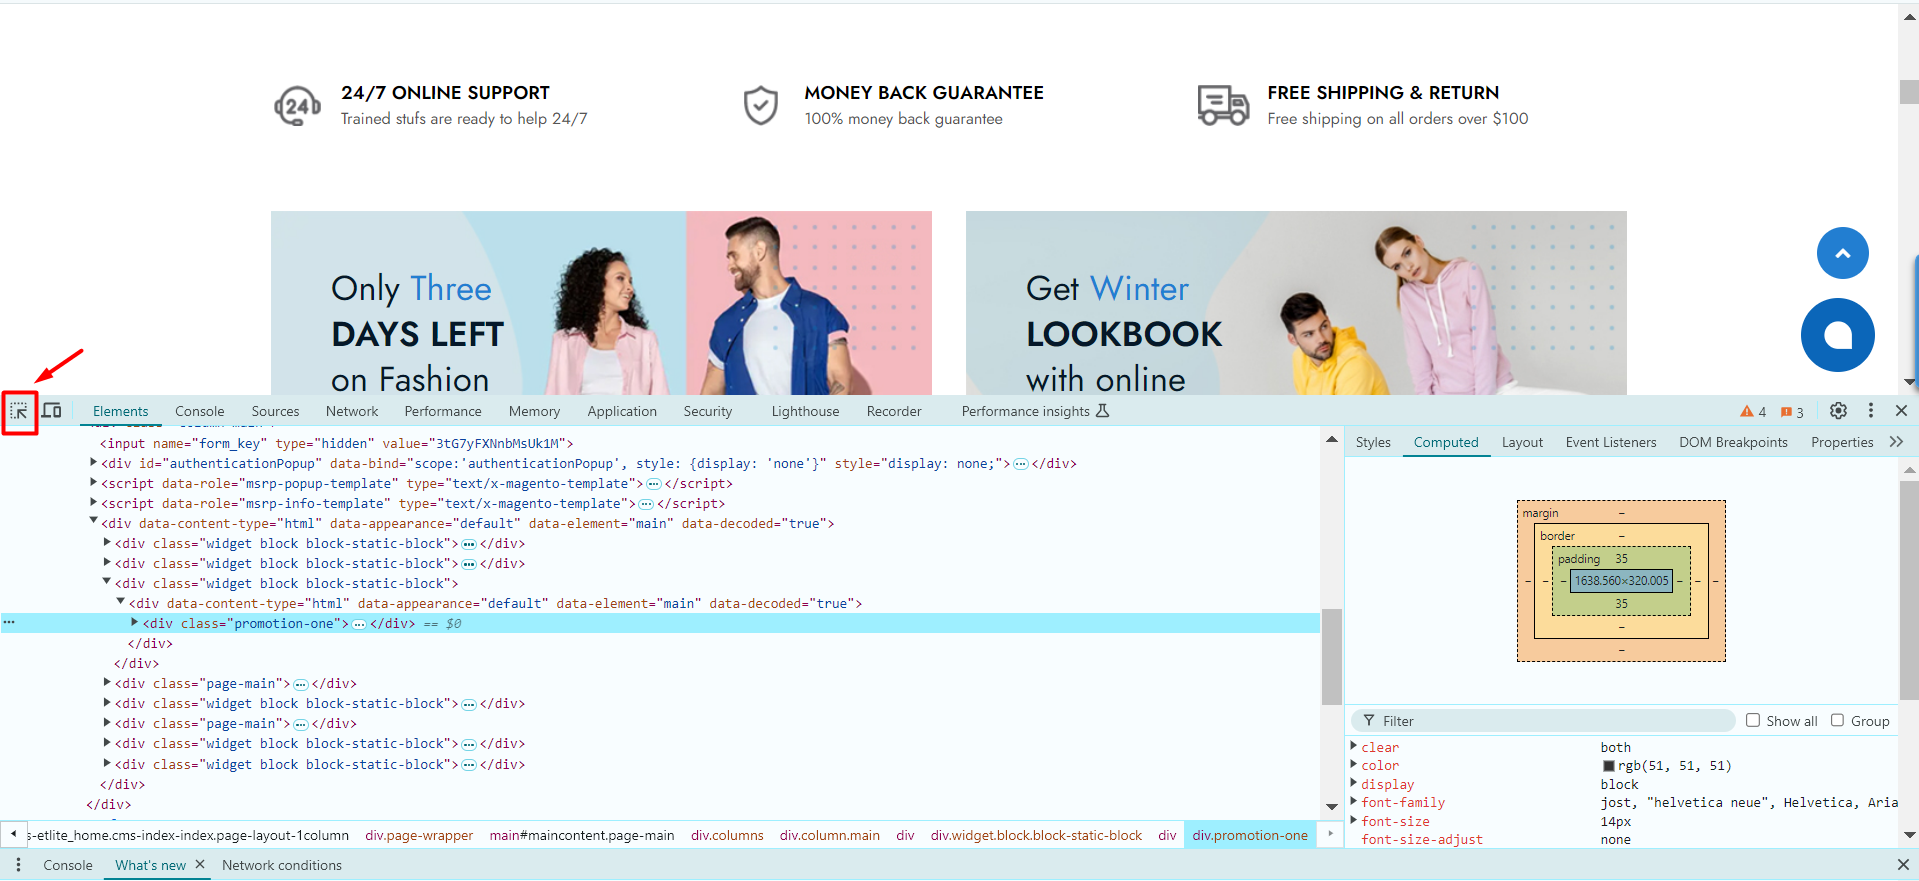 24/7 ONLINE SUPPORT
Trained stufs are ready to help 24/7
MONEY BACK GUARANTEE
100% money back guarantee
FREE SHIPPING & RETURN
Free shipping on all orders over $100
24
Only Three
DAYS LEFT
on Fashion
Get Winter
LOOKBOOK
with online
Elements Console Sources Network Performance Memory Application Security Lighthouse Recorder Performance insights 4 3
<input name="form_key" type="hidden" value="3tG7yFXNnbMsUk1M">
<div id="authenticationPopup" data-bind="scope:'authenticationPopup', style: {display: 'none'}" style="display: none;">…</div>
<script data-role="msrp-popup-template" type="text/x-magento-template">…</script>
<script data-role="msrp-info-template" type="text/x-magento-template">…</script>
<div data-content-type="html" data-appearance="default" data-element="main" data-decoded="true">
<div class="widget block block-static-block">…</div>
<div class="widget block block-static-block">…</div>
<div class="widget block block-static-block">
<div data-content-type="html" data-appearance="default" data-element="main" data-decoded="true">
… <div class="promotion-one">…</div> == $0
</div>
</div>
<div class="page-main">…</div>
<div class="widget block block-static-block">…</div>
<div class="page-main">…</div>
<div class="widget block block-static-block">…</div>
<div class="widget block block-static-block">…</div>
</div>
</div>
s-etlite_home.cms-index-index.page-layout-1column div.page-wrapper main#maincontent.page-main div.columns div.column.main div div.widget.block.block-static-block div div.promotion-one
Styles Computed Layout Event Listeners DOM Breakpoints Properties
margin –
border –
padding 35
– – – 1638.560×320.005 – – –
35
–
–
Filter Show all Group
clear both
color rgb(51, 51, 51)
display block
font-family jost, "helvetica neue", Helvetica, Aria
font-size 14px
font-size-adjust none
Console What's new Network conditions